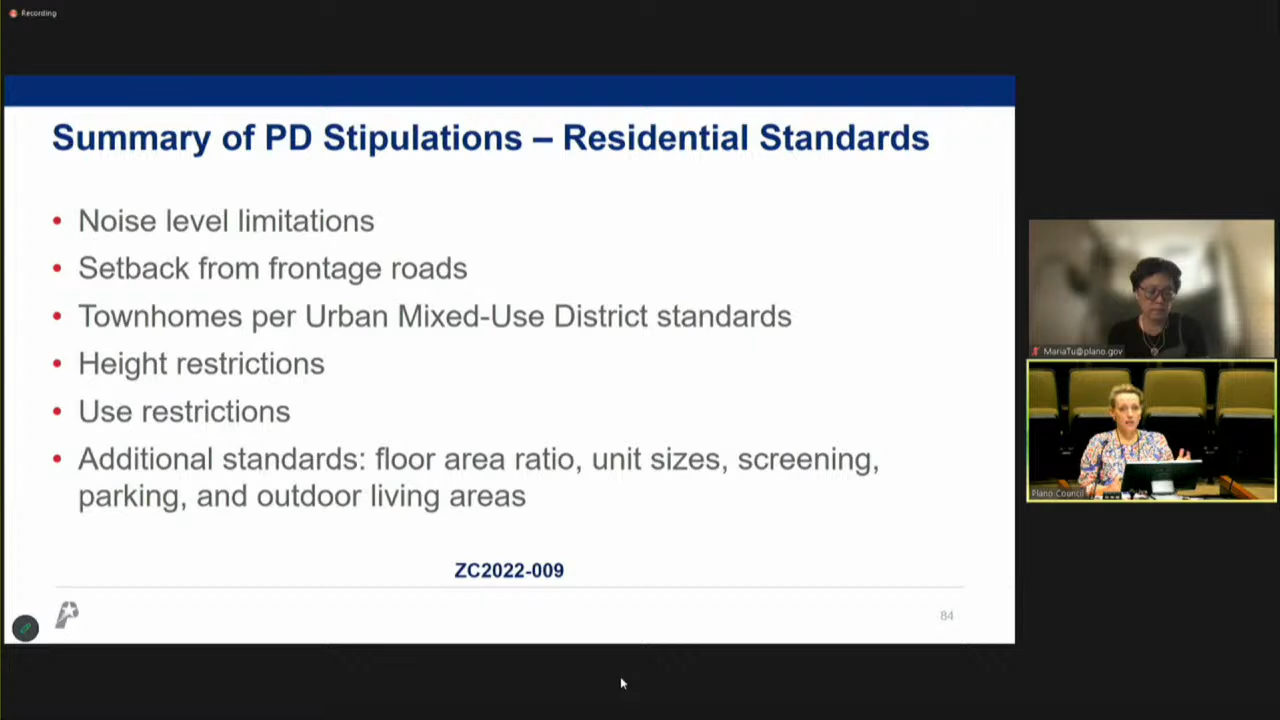 Recording
Summary of PD Stipulations – Residential Standards
• Noise level limitations
• Setback from frontage roads
• Townhomes per Urban Mixed-Use District standards
• Height restrictions
• Use restrictions
• Additional standards: floor area ratio, unit sizes, screening,
parking, and outdoor living areas
ZC2022-009
84
MariaTu@plano.gov
Plano Council